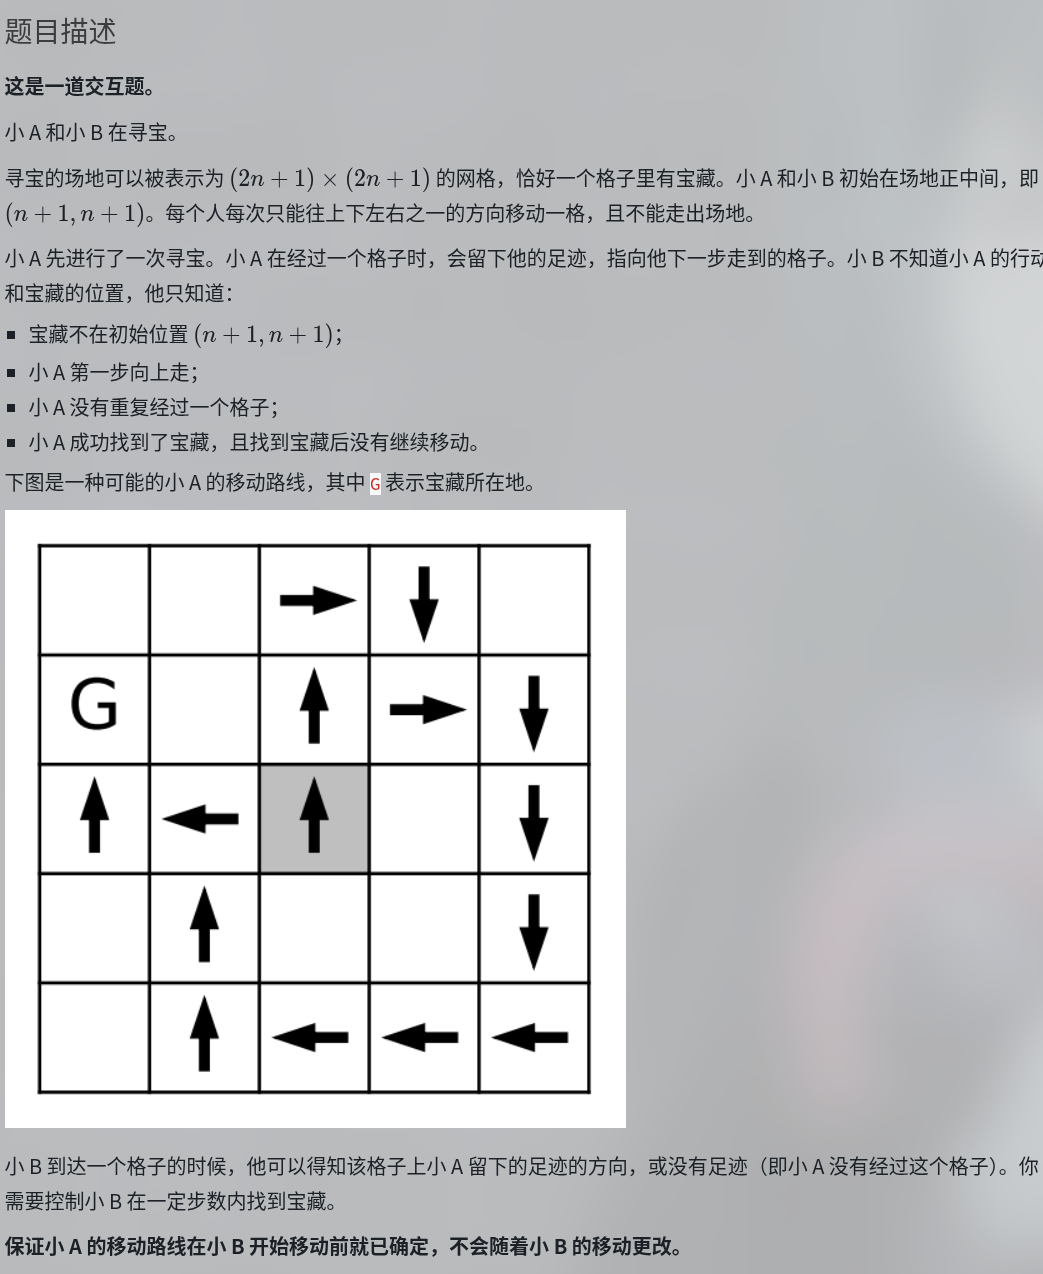 题目描述
这是一道交互题。
小 A 和小 B 在寻宝。
寻宝的场地可以被表示为 (2n + 1) × (2n + 1) 的网格，恰好一个格子里有宝藏。小 A 和小 B 初始在场地正中间，即
(n + 1, n + 1)。每个人每次只能往上下左右之一的方向移动一格，且不能走出场地。
小 A 先进行了一次寻宝。小 A 在经过一个格子时，会留下他的足迹，指向他下一步走到的格子。小 B 不知道小 A 的行动
和宝藏的位置，他只知道：
▪ 宝藏不在初始位置 (n + 1, n + 1)；
▪ 小 A 第一步向上走；
▪ 小 A 没有重复经过一个格子；
▪ 小 A 成功找到了宝藏，且找到宝藏后没有继续移动。
下图是一种可能的小 A 的移动路线，其中 G 表示宝藏所在地。
G
小 B 到达一个格子的时候，他可以得知该格子上小 A 留下的足迹的方向，或没有足迹（即小 A 没有经过这个格子）。你
需要控制小 B 在一定步数内找到宝藏。
保证小 A 的移动路线在小 B 开始移动前就已确定，不会随着小 B 的移动更改。